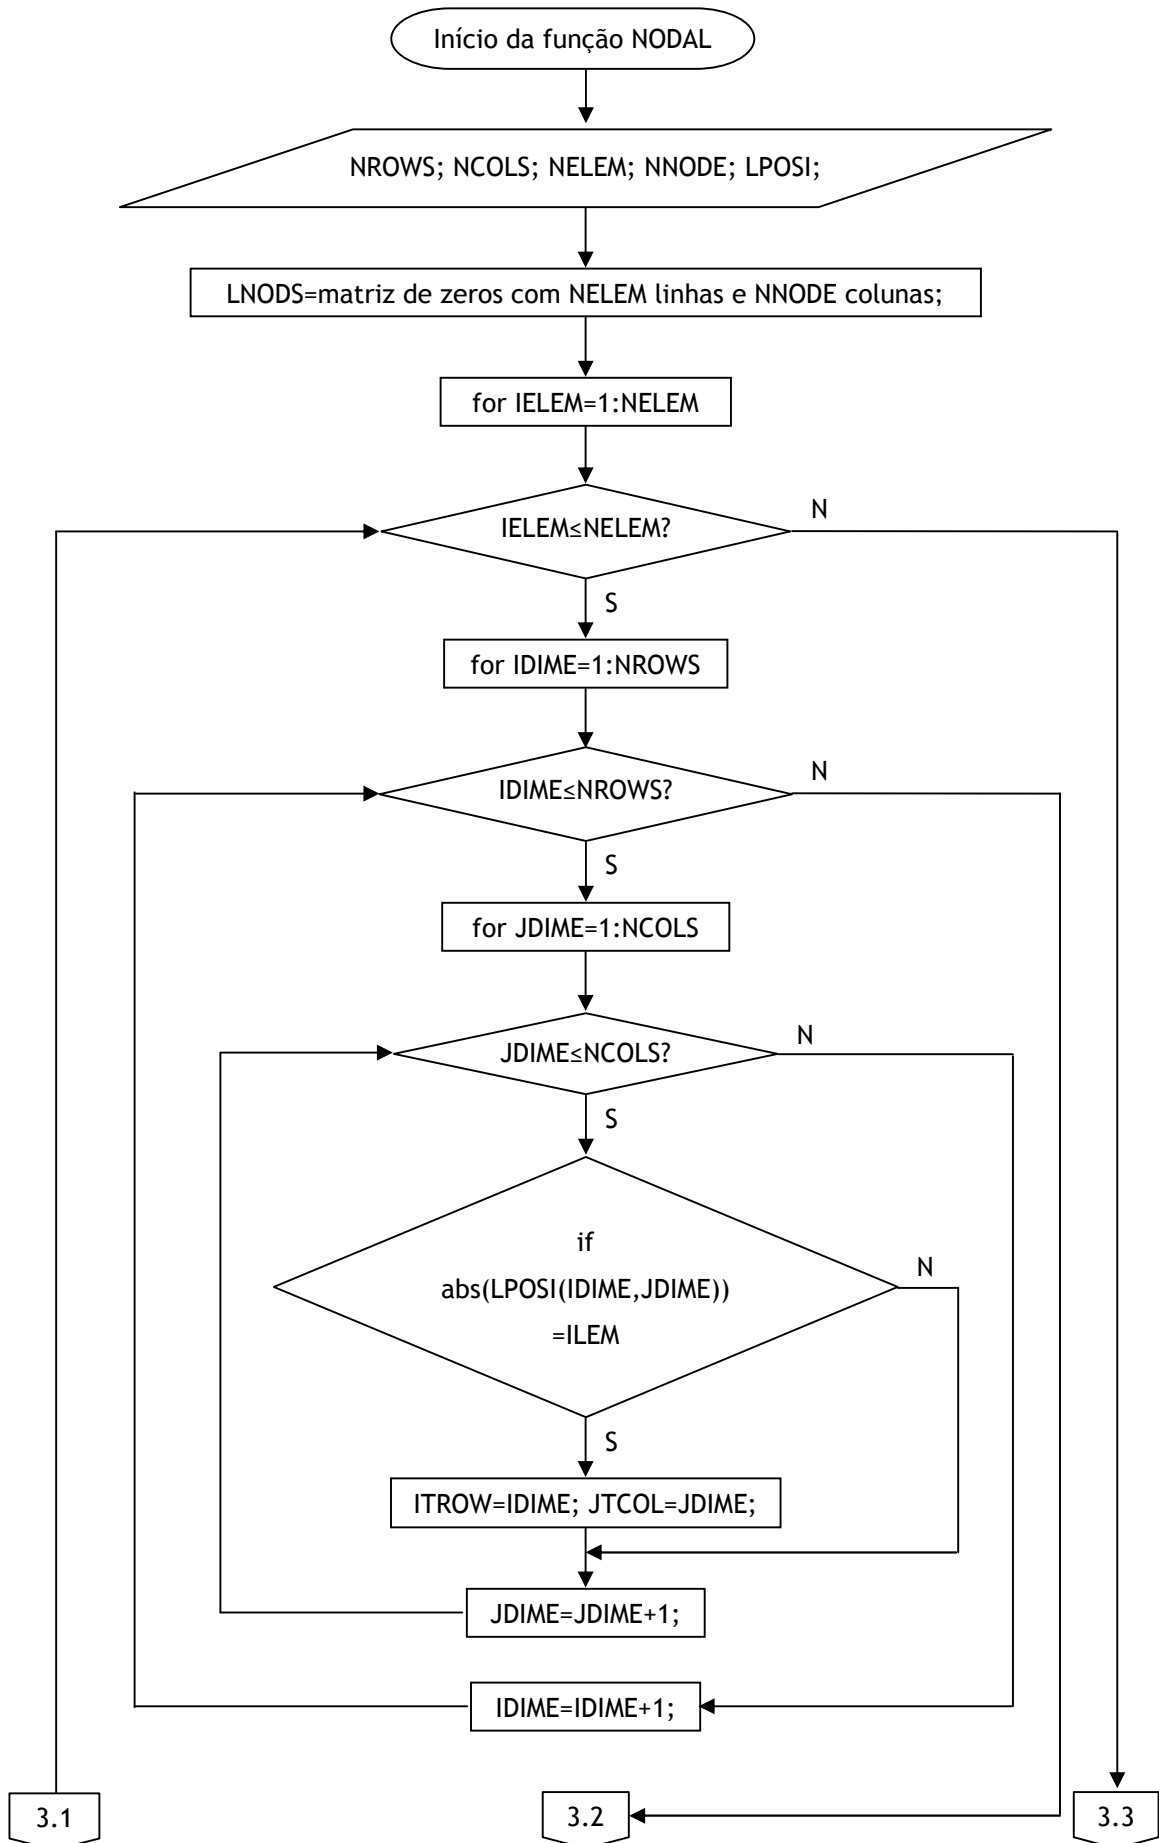 Início da função NODAL
NROWS; NCOLS; NELEM; NNODE; LPOSI;
LNODS=matriz de zeros com NELEM linhas e NNODE colunas;
for IELEM=1:NELEM
IELEM≤NELEM?
N
S
for IDIME=1:NROWS
IDIME≤NROWS?
N
S
for JDIME=1:NCOLS
JDIME≤NCOLS?
N
S
if
abs(LPOSI(IDIME,JDIME))
=ILEM
N
S
ITROW=IDIME; JTCOL=JDIME;
JDIME=JDIME+1;
IDIME=IDIME+1;
3.1
3.2
3.3